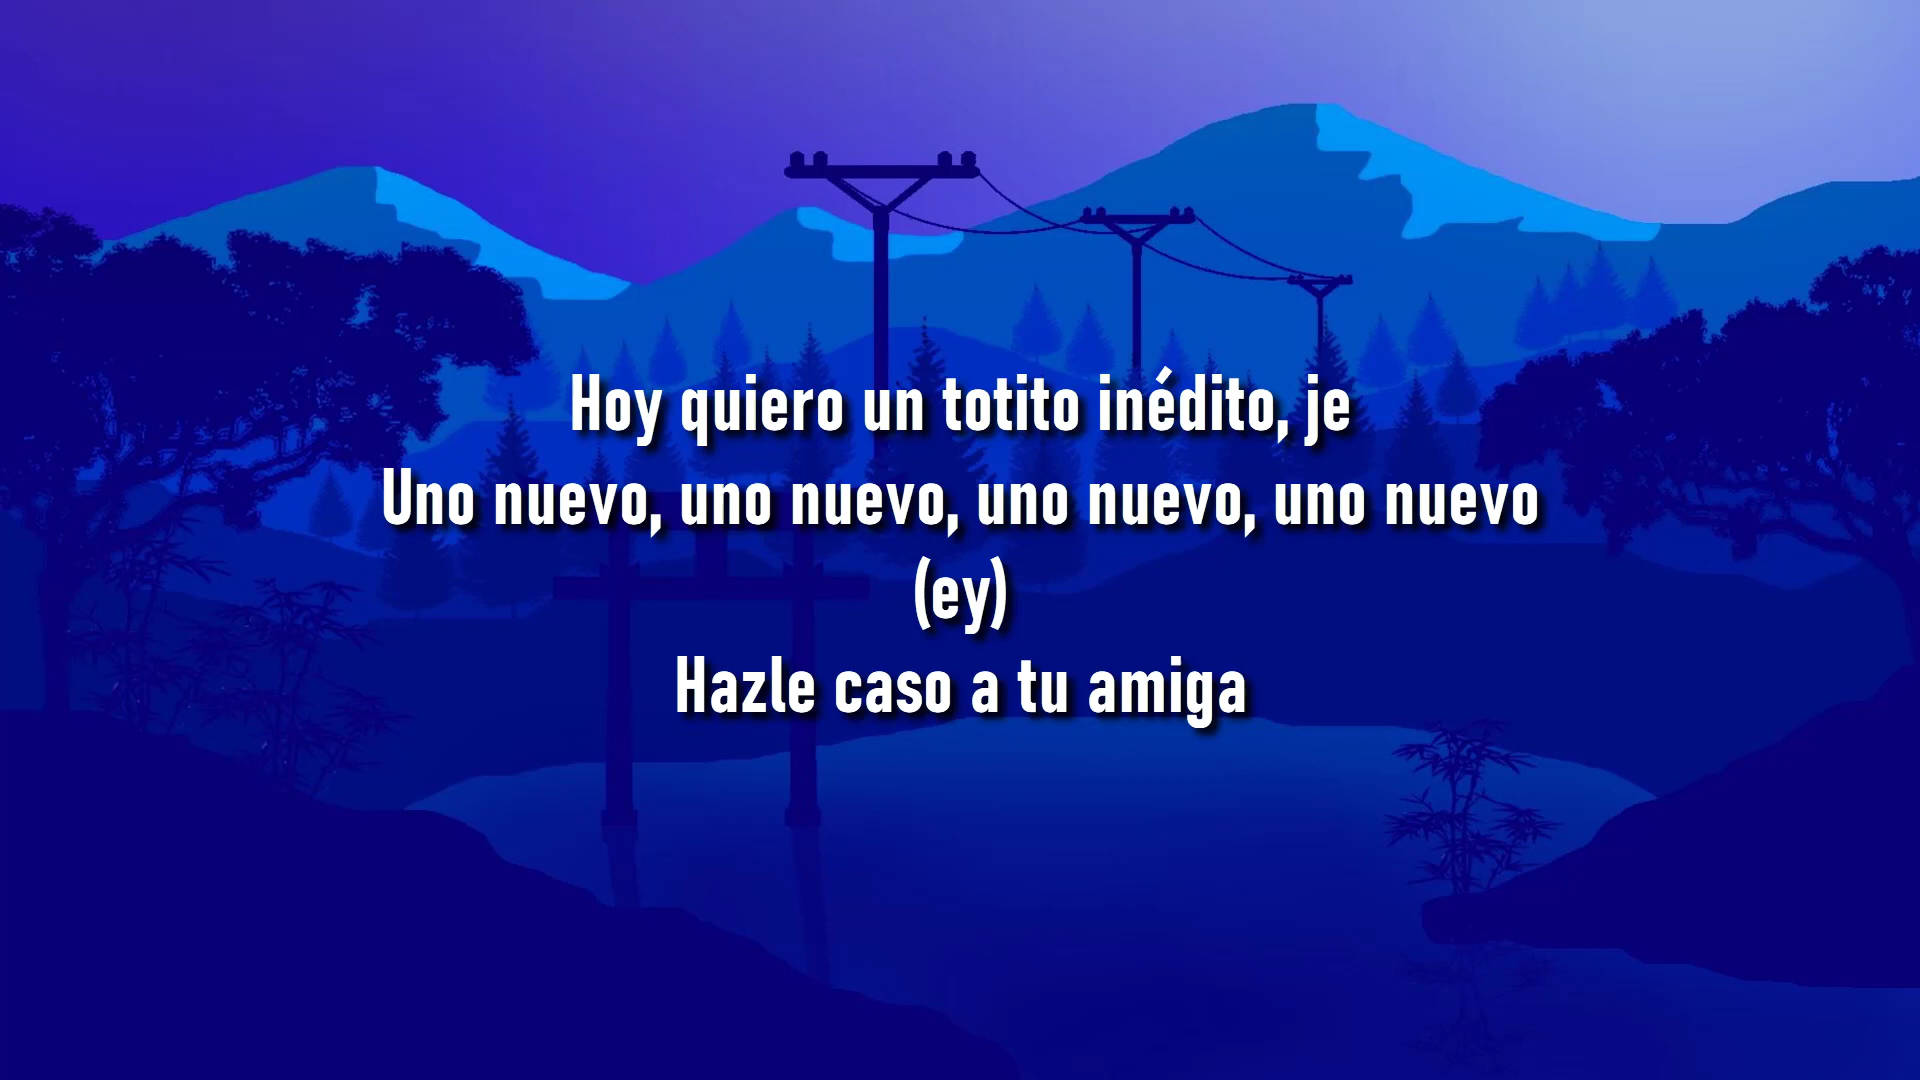 Hoy quiero un totito inédito, je
Uno nuevo, uno nuevo, uno nuevo, uno nuevo
(ey)
Hazle caso a tu amiga